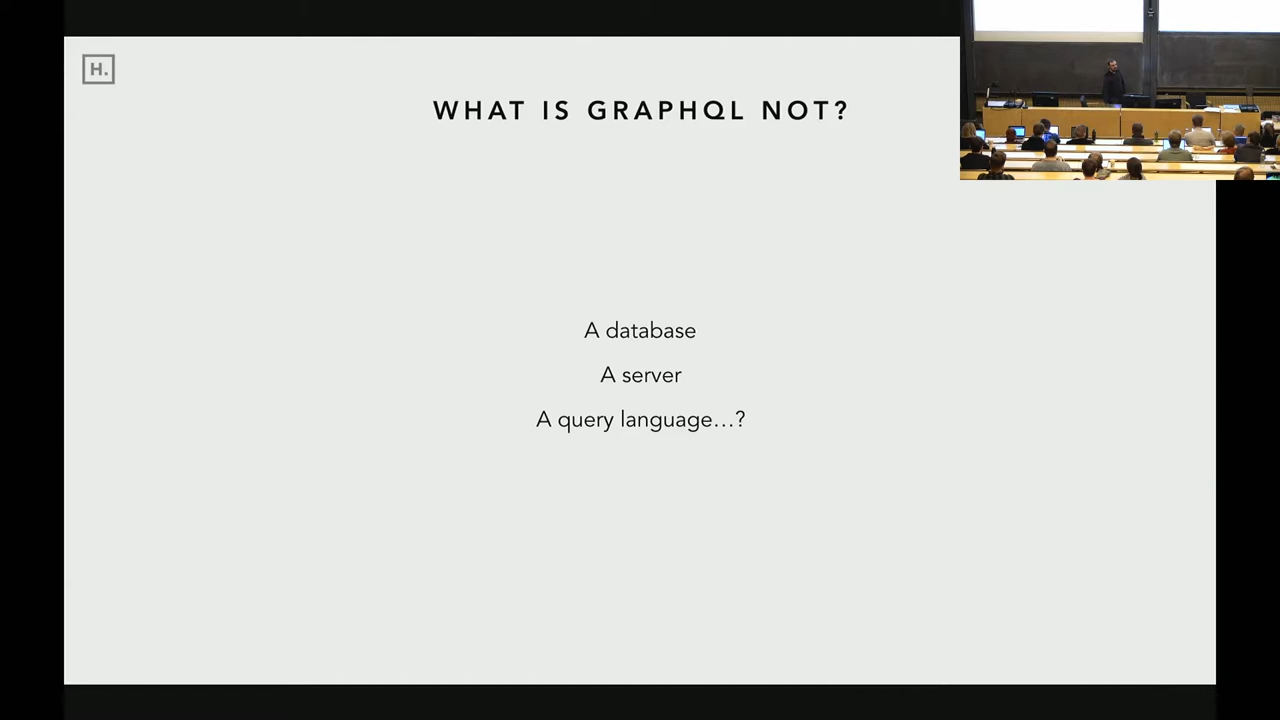 H.
WHAT IS GRAPHQL NOT?
A database
A server
A query language...?